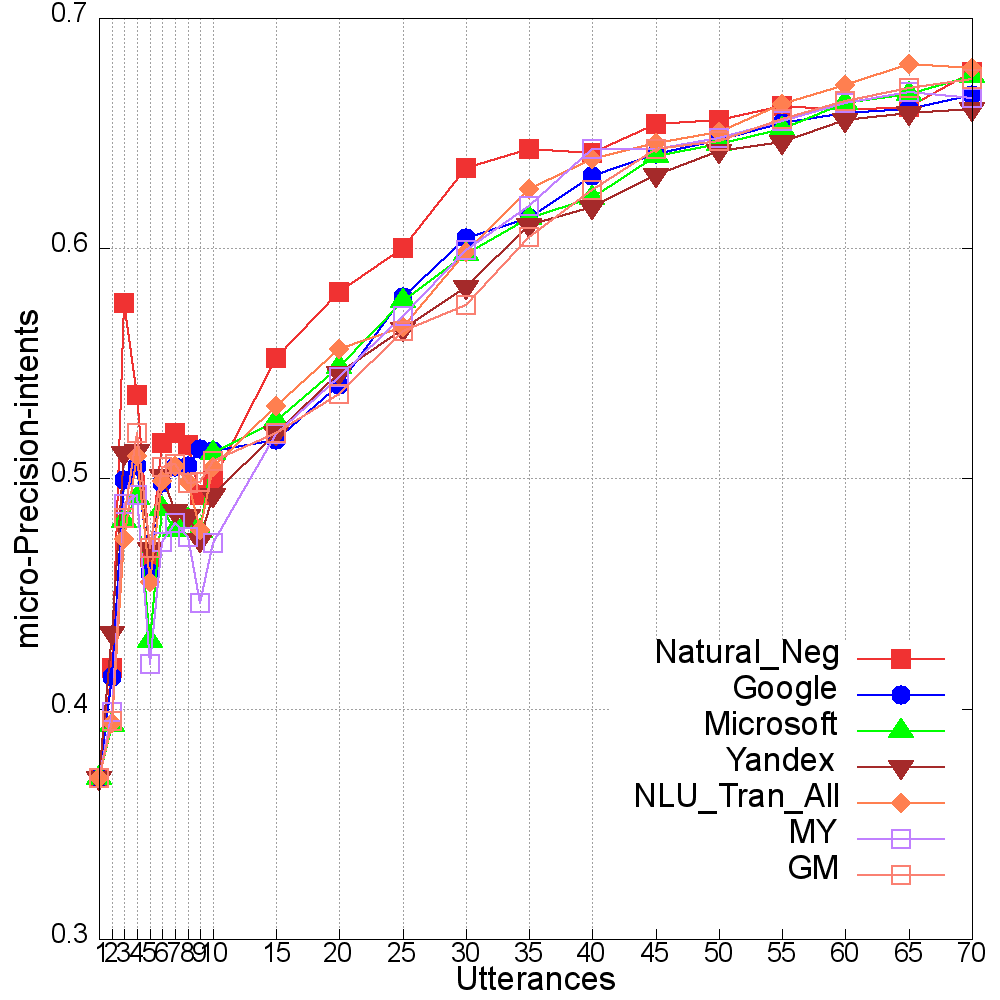 0.7
0.6
0.5
0.4
0.3
micro-Precision-intents
Natural_Neg
Google
Microsoft
Yandex
NLU_Tran_All
MY
GM
1 2 3 4 5 6 7 8 9 10 15 20 25 30 35 40 45 50 55 60 65 70
Utterances